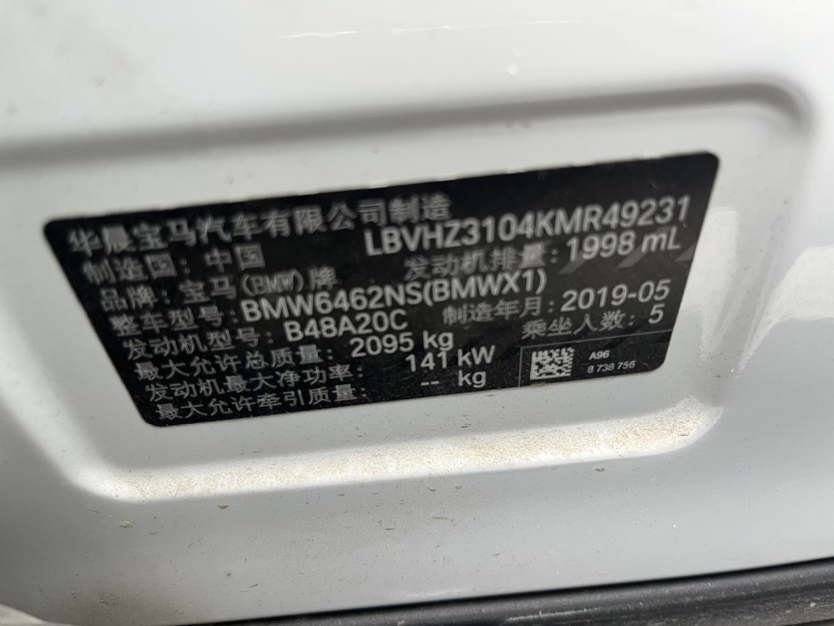 华晨宝马汽车有限公司制造
制造国：中国 LBVHZ3104KMR49231
品牌：宝马(BMW)牌 发动机排量：1998 mL
整车型号：BMW6462NS(BMWX1)
发动机型号：B48A20C 制造年月：2019-05
最大允许总质量：2095 kg 乘坐人数：5
发动机最大净功率：141 kW
最大允许牵引质量： -- kg
A96
8 738 756